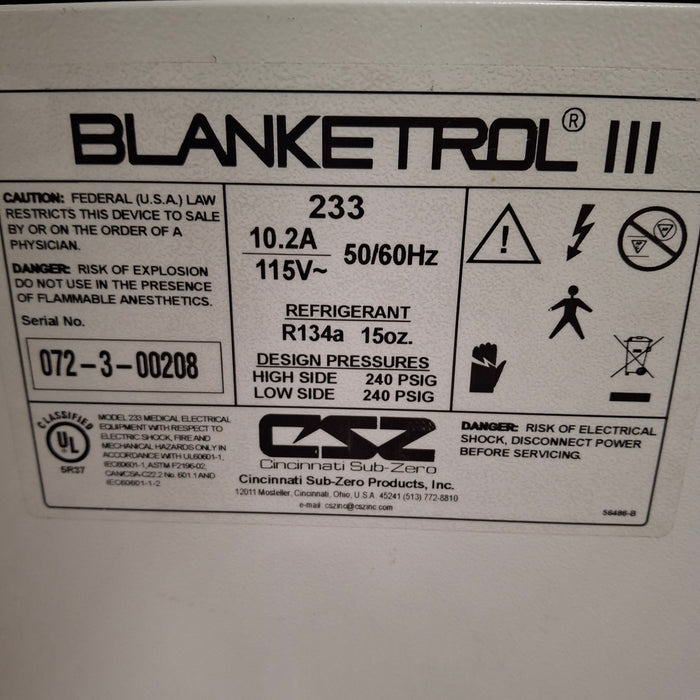 BLANKETROL® III
CAUTION: FEDERAL (U.S.A.) LAW
RESTRICTS THIS DEVICE TO SALE
BY OR ON THE ORDER OF A
PHYSICIAN.
DANGER: RISK OF EXPLOSION
DO NOT USE IN THE PRESENCE
OF FLAMMABLE ANESTHETICS.
Serial No.
072-3-00208
233
10.2A
115V~
50/60Hz
REFRIGERANT
R134a 15oz.
DESIGN PRESSURES
HIGH SIDE 240 PSIG
LOW SIDE 240 PSIG
CLASSIFIED
UL
5R37
MODEL 233 MEDICAL ELECTRICAL
EQUIPMENT WITH RESPECT TO
ELECTRIC SHOCK, FIRE AND
MECHANICAL HAZARDS ONLY IN
ACCORDANCE WITH UL60601-1,
IEC60601-1, ASTM F2196-02,
CAN/CSA-C22.2 No. 601.1 AND
IEC60601-1-2
CSZ
Cincinnati Sub-Zero
Cincinnati Sub-Zero Products, Inc.
12011 Mosteller, Cincinnati, Ohio, U.S.A. 45241 (513) 772-8810
e-mail: cszinc@cszinc.com
DANGER: RISK OF ELECTRICAL
SHOCK, DISCONNECT POWER
BEFORE SERVICING.
56486-B